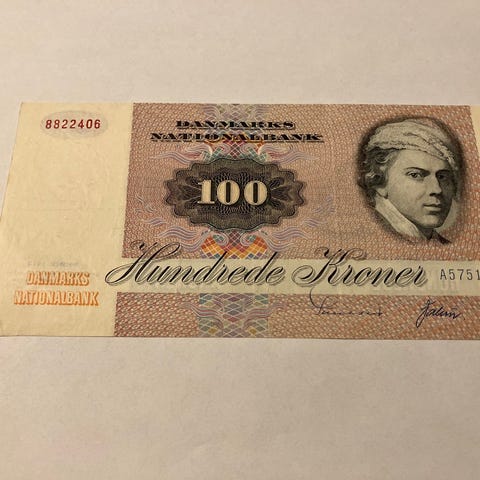 8822406
DANMARKS
NATIONALBANK
100
Hundrede Kroner
A5751
DANMARKS
NATIONALBANK